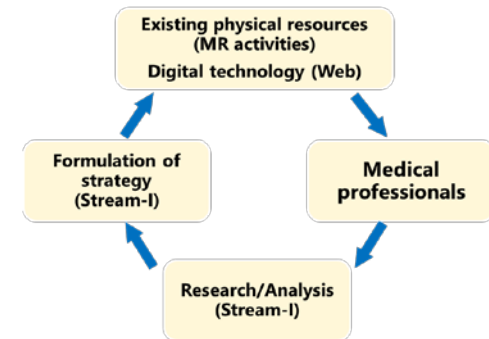 Existing physical resources
(MR activities)
Digital technology (Web)
Formulation of
strategy
(Stream-I)
Medical
professionals
Research/Analysis
(Stream-I)